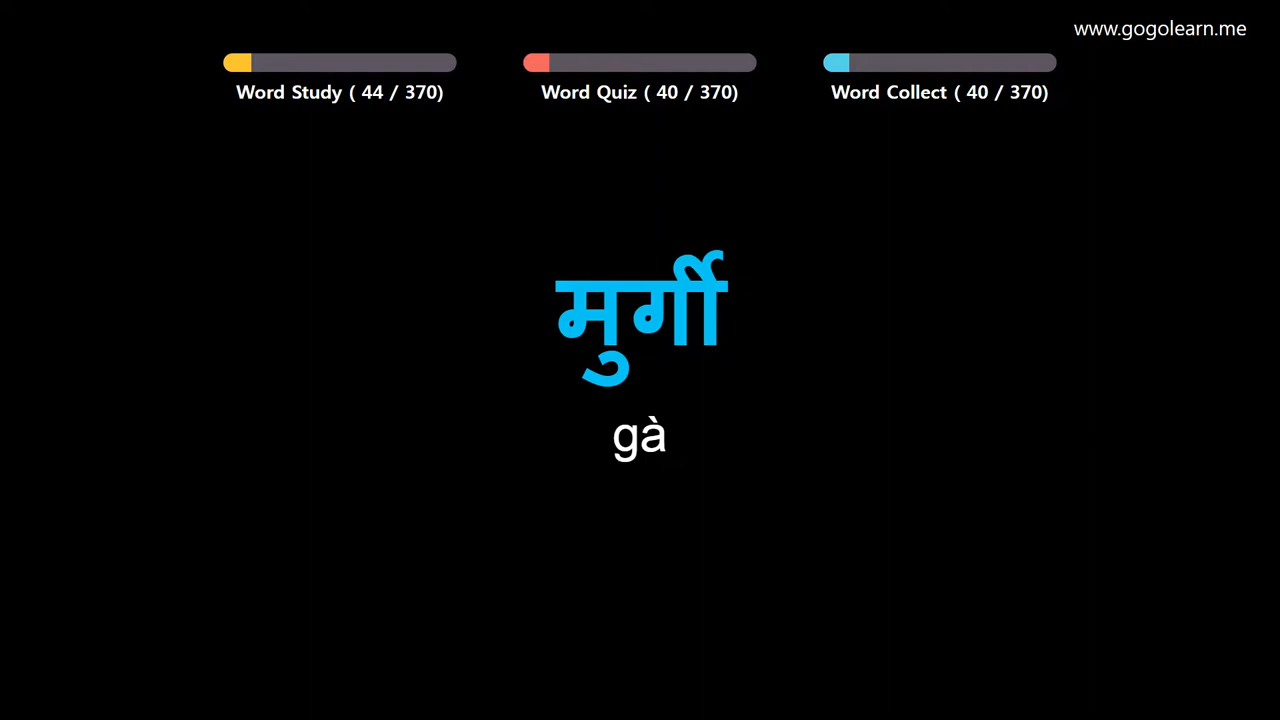 www.gogolearn.me
Word Study ( 44 / 370)
Word Quiz ( 40 / 370)
Word Collect ( 40 / 370)
मुर्गी
gà